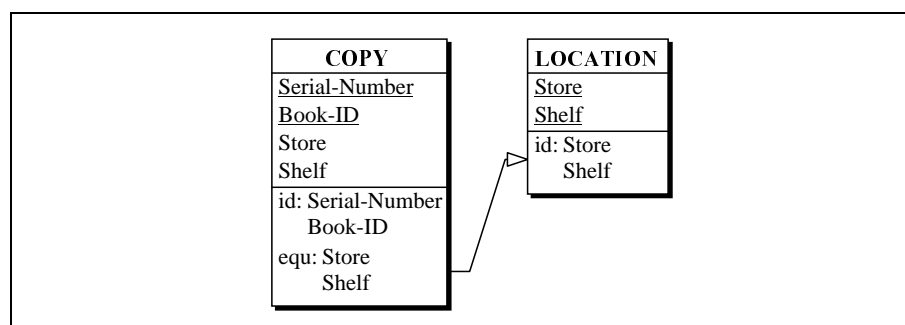 COPY
Serial-Number
Book-ID
Store
Shelf
id: Serial-Number
Book-ID
equ: Store
Shelf
LOCATION
Store
Shelf
id: Store
Shelf